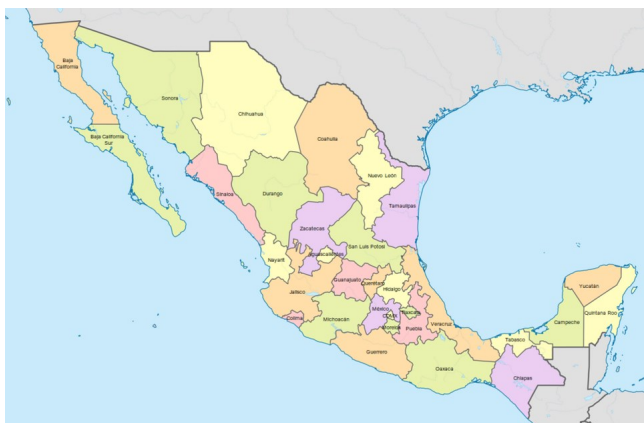 Baja
California
Sonora
Chihuahua
Coahuila
Baja California
Sur
Nuevo León
Sinaloa
Durango
Tamaulipas
Zacatecas
San Luis Potosí
Aguascalientes
Nayarit
Guanajuato
Querétaro
Hidalgo
Jalisco
México
CDMX
Tlaxcala
Colima
Michoacán
Morelos
Puebla
Veracruz
Guerrero
Oaxaca
Tabasco
Chiapas
Campeche
Yucatán
Quintana Roo